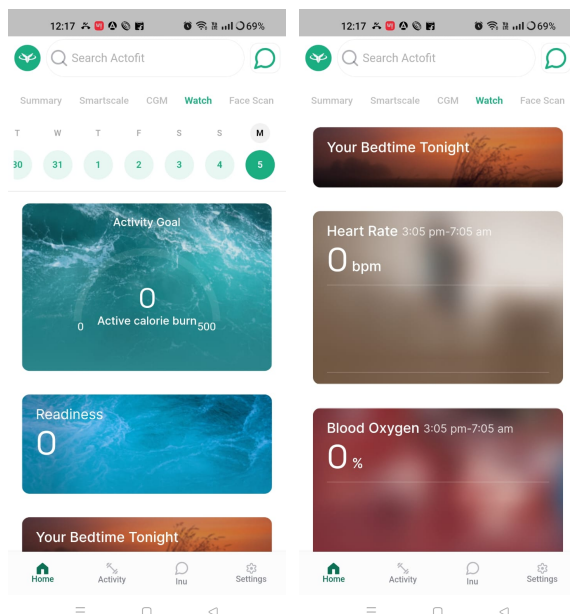 12:17
69%
Search Actofit
Summary Smartscale CGM Watch Face Scan
T W T F S S M
30 31 1 2 3 4 5
Activity Goal
0
Active calorie burn
0 500
Readiness
0
Your Bedtime Tonight
Home Activity Inu Settings
12:17
69%
Search Actofit
Summary Smartscale CGM Watch Face Scan
Your Bedtime Tonight
Heart Rate 3:05 pm-7:05 am
0 bpm
Blood Oxygen 3:05 pm-7:05 am
0 %
Home Activity Inu Settings